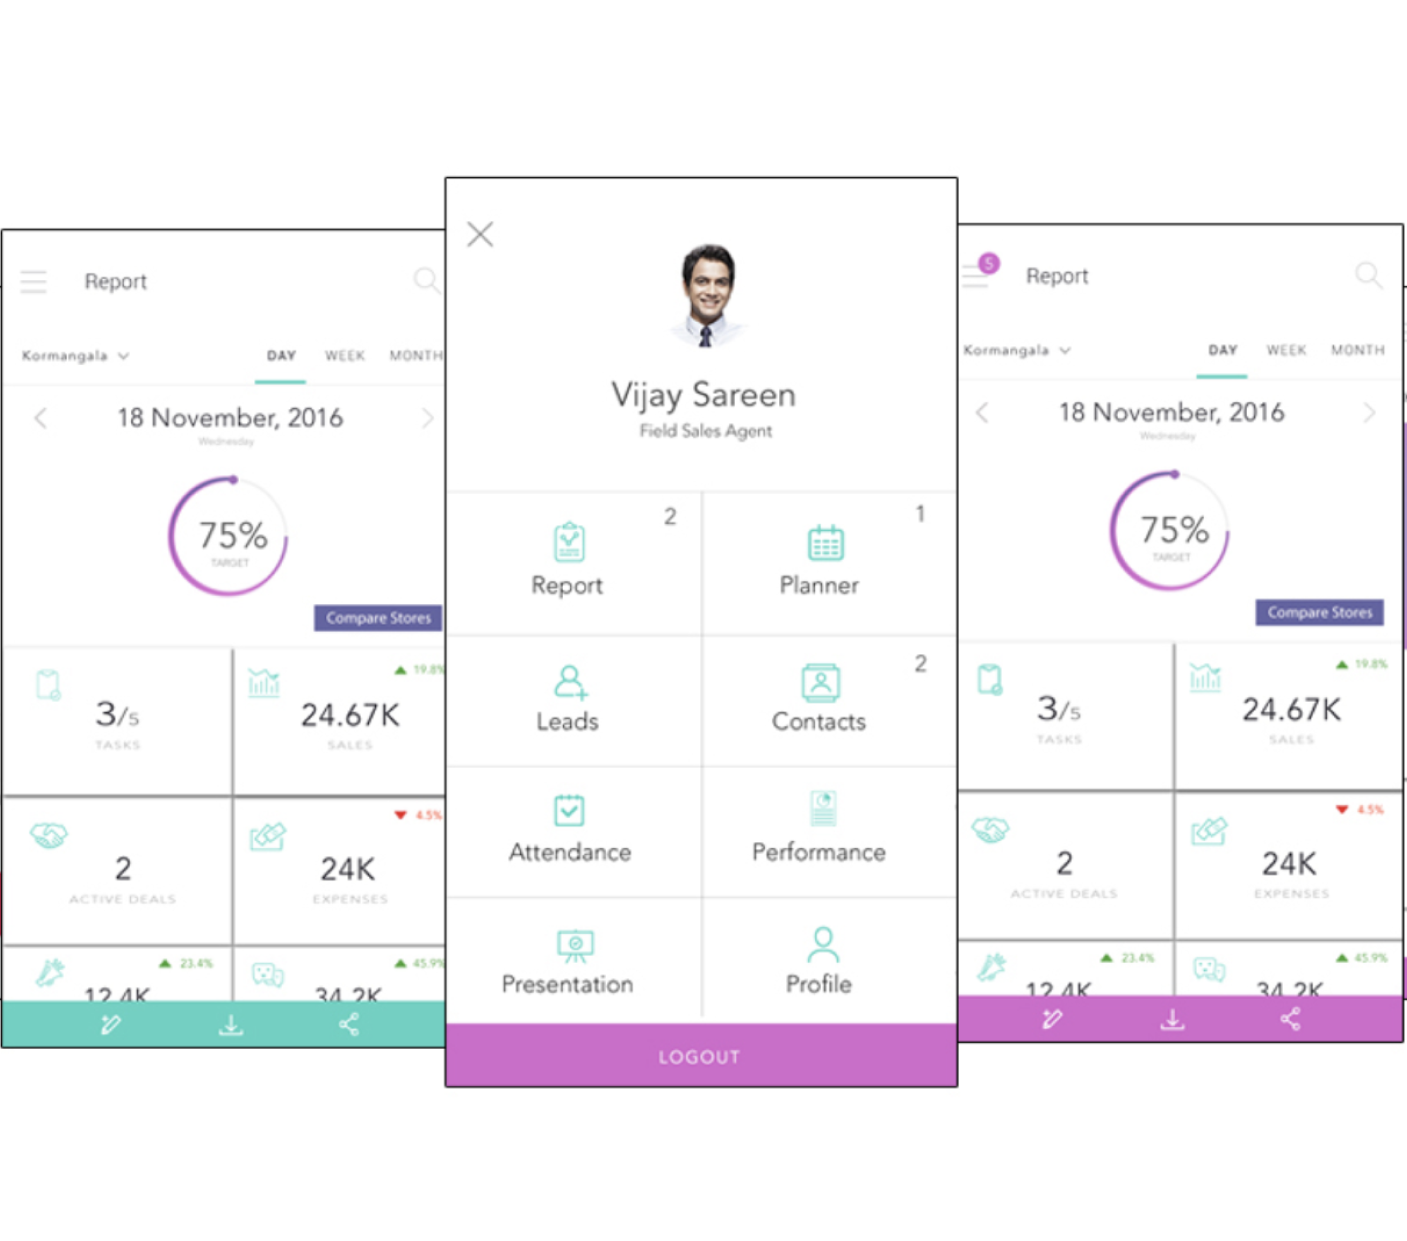 Report
Kormangala
DAY WEEK MONTH
18 November, 2016
Wednesday
75%
TARGET
Compare Stores
3/5
TASKS
19.8%
24.67K
SALES
2
ACTIVE DEALS
4.5%
24K
EXPENSES
23.4%
12.4K
45.9%
34.2K
Vijay Sareen
Field Sales Agent
2
Report
1
Planner
Leads
2
Contacts
Attendance
Performance
Presentation
Profile
LOGOUT
5
Report
Kormangala
DAY WEEK MONTH
18 November, 2016
Wednesday
75%
TARGET
Compare Stores
3/5
TASKS
19.8%
24.67K
SALES
2
ACTIVE DEALS
4.5%
24K
EXPENSES
23.4%
12.4K
45.9%
34.2K